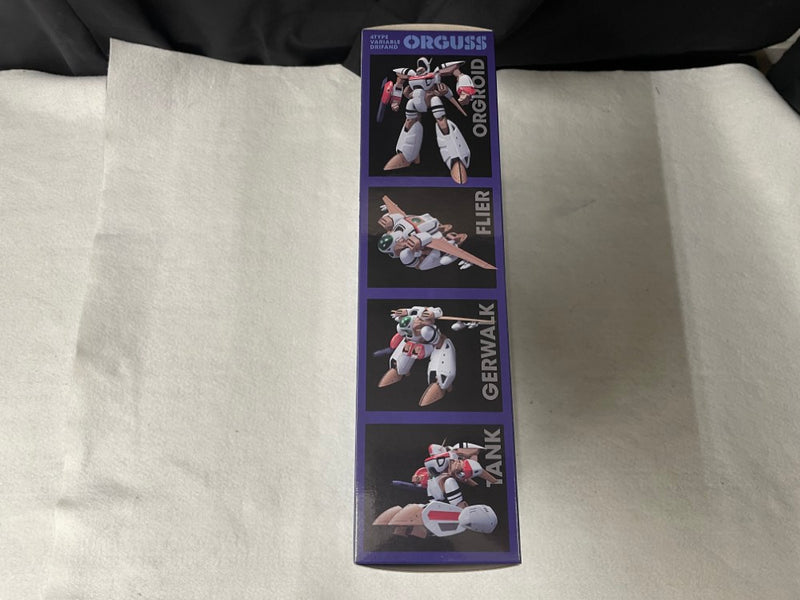 4TYPE
VARIABLE
DRIFAND
ORGUSS
ORGROID
FLIER
GERWALK
TANK